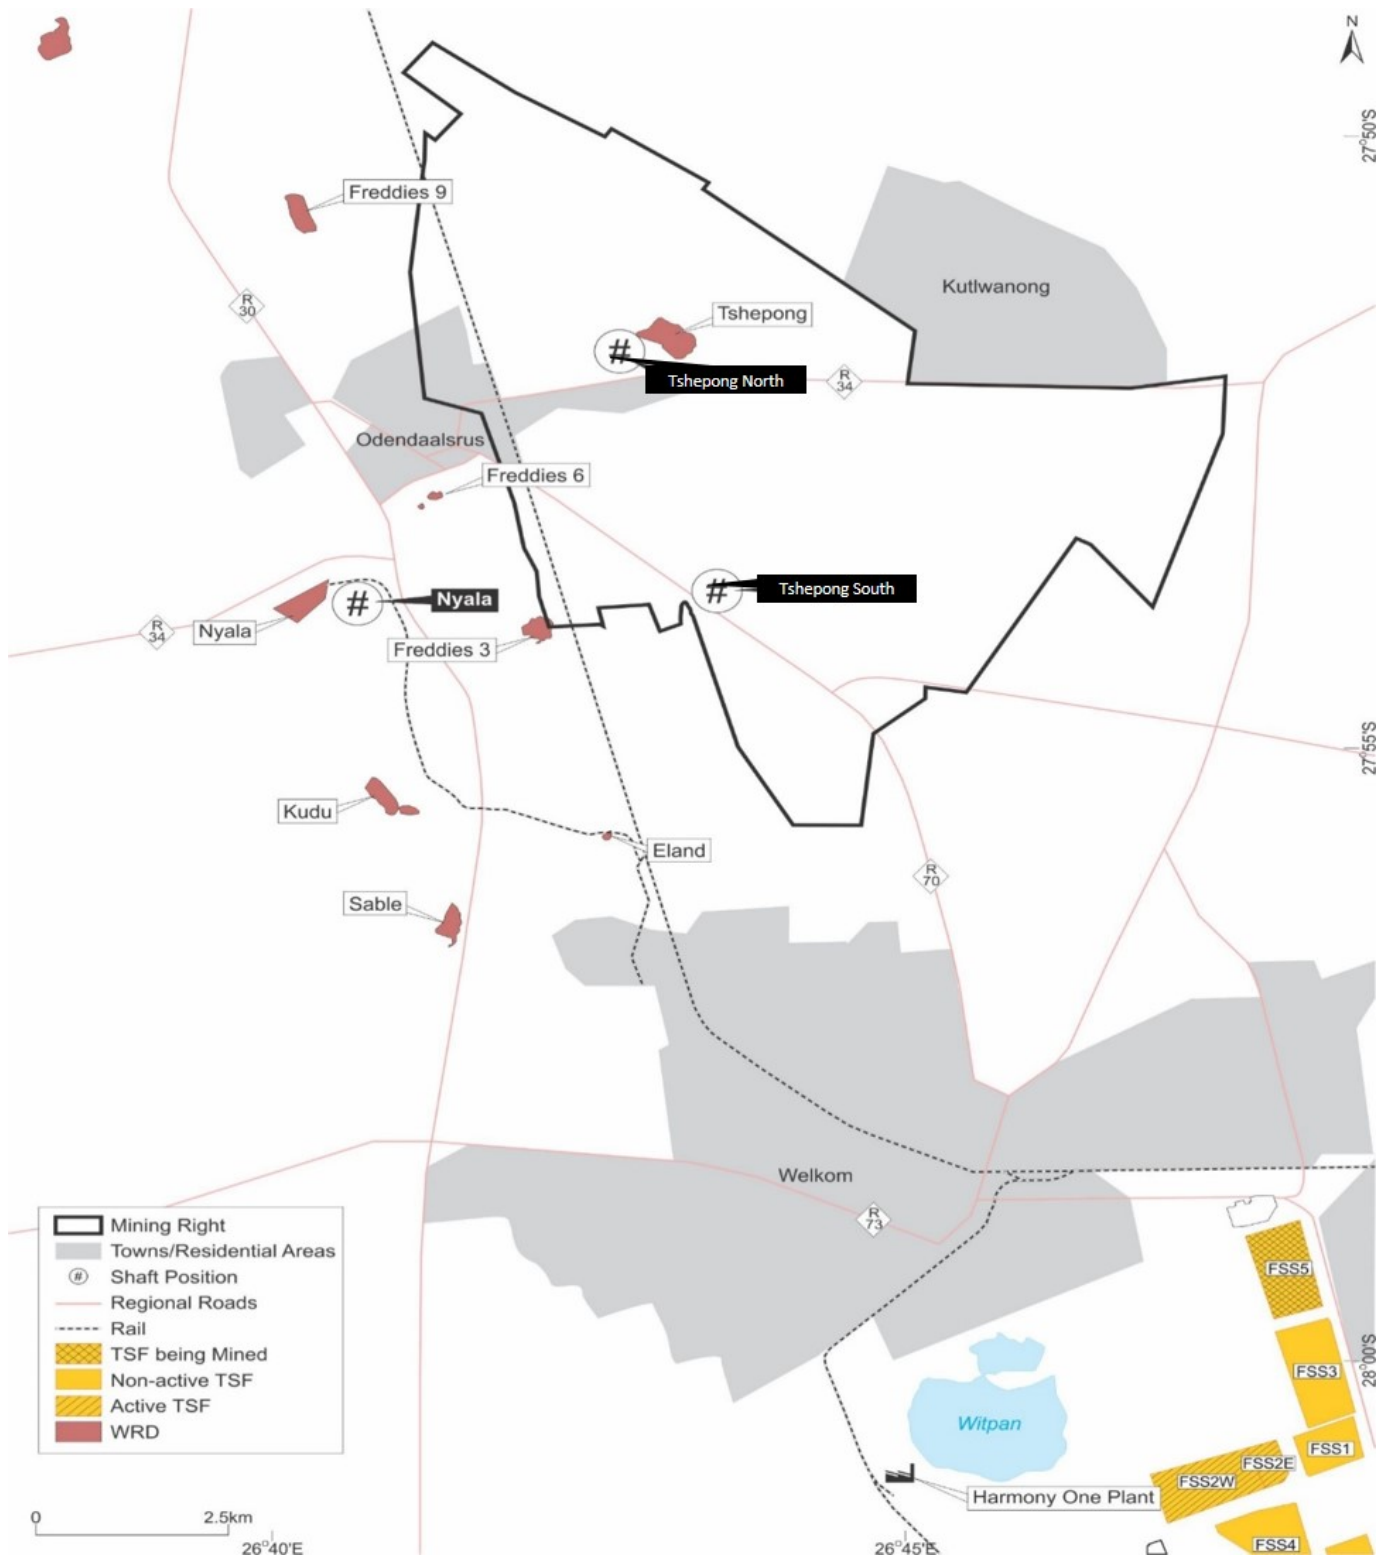 N
27°50'S
Freddies 9
Kutlwanong
R
30
Tshepong
#
Tshepong North
R
34
Odendaalsrus
Freddies 6
#
Tshepong South
#
Nyala
Nyala
R
34
Freddies 3
27°55'S
Kudu
Eland
R
70
Sable
Welkom
R
73
Mining Right
Towns/Residential Areas
# Shaft Position
Regional Roads
Rail
TSF being Mined
Non-active TSF
Active TSF
WRD
FSS5
28°00'S
FSS3
Witpan
FSS1
FSS2E
FSS2W
Harmony One Plant
FSS4
0 2.5km
26°40'E
26°45'E